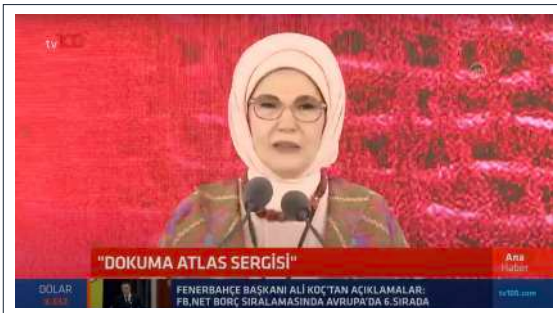 tv100
"DOKUMA ATLAS SERGİSİ"
Ana
Haber
DOLAR
FENERBAHÇE BAŞKANI ALİ KOÇ'TAN AÇIKLAMALAR:
FB,NET BORÇ SIRALAMASINDA AVRUPA'DA 6.SIRADA
tv100.com